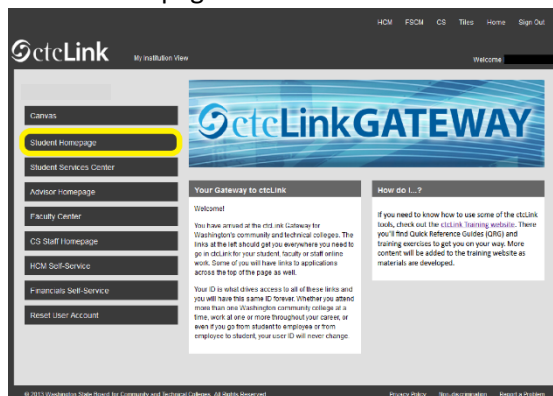 HCM FSCM CS Tiles Home Sign Out
ctcLink My Institution View
Welcome
Canvas
Student Homepage
Student Services Center
Advisor Homepage
Faculty Center
CS Staff Homepage
HCM Self-Service
Financials Self-Service
Reset User Account
ctcLinkGATEWAY
Your Gateway to ctcLink
Welcome!
You have arrived at the ctcLink Gateway for
Washington's community and technical colleges. The
links at the left should get you everywhere you need to
go in ctcLink for your student, faculty or staff online
work. Some of you will have links to applications
across the top of the page as well.
Your ID is what drives access to all of these links and
you will have this same ID forever. Whether you attend
more than one Washington community college at a
time, work at one or more throughout your career, or
even if you go from student to employee or from
employee to student, your user ID will never change.
How do I...?
If you need to know how to use some of the ctcLink
tools, check out the ctcLink Training website. There
you'll find Quick Reference Guides (QRG) and
training exercises to get you on your way. More
content will be added to the training website as
materials are developed.
© 2013 Washington State Board for Community and Technical Colleges. All Rights Reserved.
Privacy Policy Non-discrimination Report a Problem